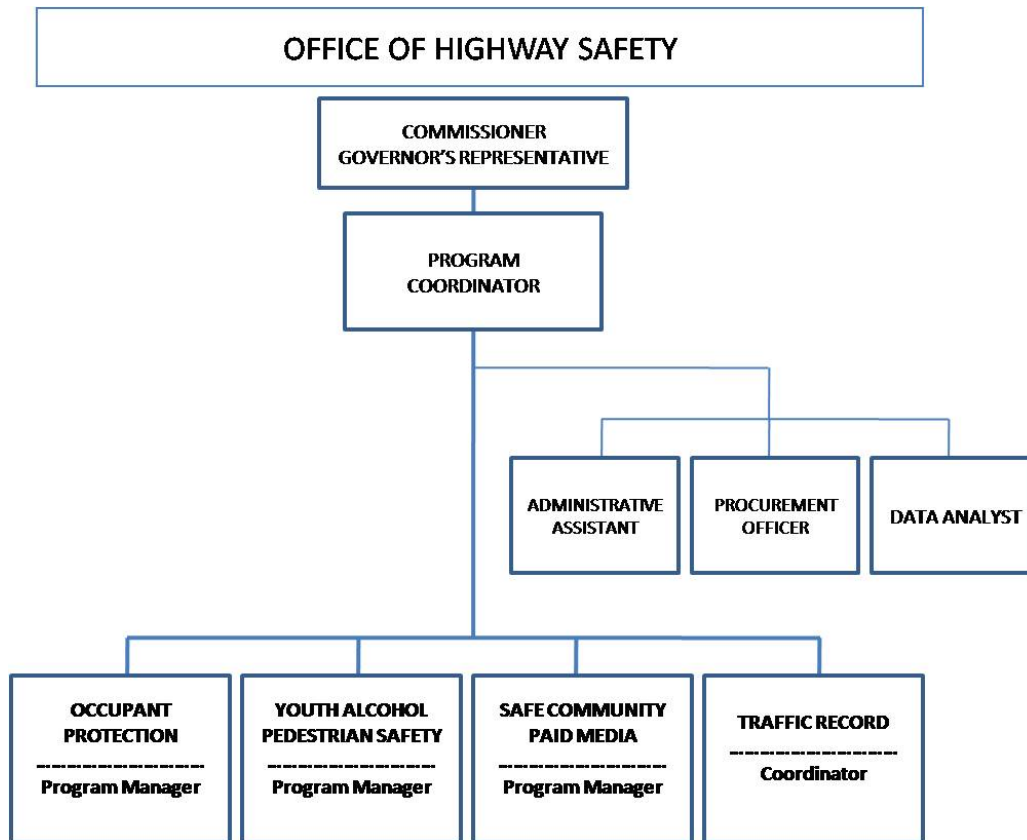 OFFICE OF HIGHWAY SAFETY
COMMISSIONER
GOVERNOR'S REPRESENTATIVE
PROGRAM
COORDINATOR
ADMINISTRATIVE
ASSISTANT
PROCUREMENT
OFFICER
DATA ANALYST
OCCUPANT
PROTECTION
------------------------
Program Manager
YOUTH ALCOHOL
PEDESTRIAN SAFETY
------------------------
Program Manager
SAFE COMMUNITY
PAID MEDIA
------------------------
Program Manager
TRAFFIC RECORD
------------------------
Coordinator